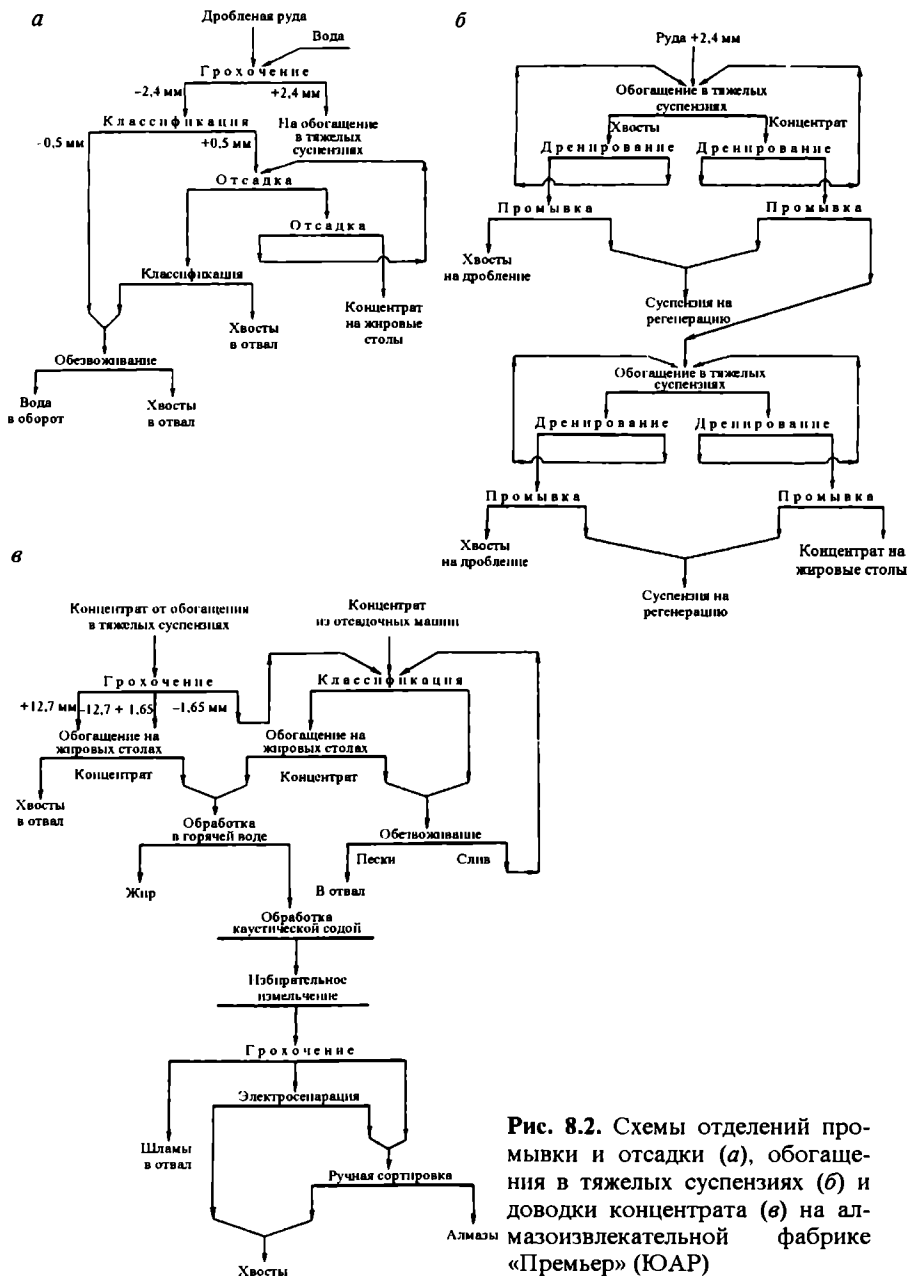 а
Дробленая руда
Вода
Грохочение
−2,4 мм
+2,4 мм
Классификация
-0,5 мм
+0,5 мм
На обогащение
в тяжелых
суспензиях
Отсадка
Отсадка
Классификация
Концентрат
на жировые
столы
Хвосты
в отвал
Обезвоживание
Вода
в оборот
Хвосты
в отвал
б
Руда +2,4 мм
Обогащение в тяжелых
суспензиях
Хвосты
Концентрат
Дренирование
Дренирование
Промывка
Промывка
Хвосты
на дробление
Суспензия на
регенерацию
Обогащение в тяжелых
суспензиях
Дренирование
Дренирование
Промывка
Промывка
Хвосты
на дробление
Концентрат на
жировые столы
Суспензия на
регенерацию
в
Концентрат от обогащения
в тяжелых суспензиях
Концентрат
из отсадочных машин
Грохочение
Классификация
+12,7 мм
−12,7 + 1,65
−1,65 мм
Обогащение на
жировых столах
Обогащение на
жировых столах
Концентрат
Концентрат
Хвосты
в отвал
Обработка
в горячей воде
Обезвоживание
Пески
Слив
Жир
В отвал
Обработка
каустической содой
Избирательное
измельчение
Грохочение
Электросепарация
Шламы
в отвал
Ручная сортировка
Алмазы
Хвосты
Рис. 8.2. Схемы отделений про-
мывки и отсадки (а), обогаще-
ния в тяжелых суспензиях (б) и
доводки концентрата (в) на ал-
мазоизвлекательной фабрике
«Премьер» (ЮАР)